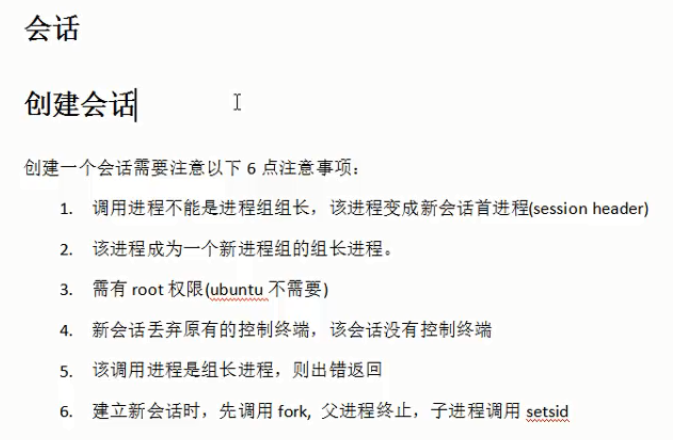 会话
创建会话
创建一个会话需要注意以下 6 点注意事项：
1. 调用进程不能是进程组组长，该进程变成新会话首进程(session header)
2. 该进程成为一个新进程组的组长进程。
3. 需有 root 权限(ubuntu 不需要)
4. 新会话丢弃原有的控制终端，该会话没有控制终端
5. 该调用进程是组长进程，则出错返回
6. 建立新会话时，先调用 fork, 父进程终止，子进程调用 setsid